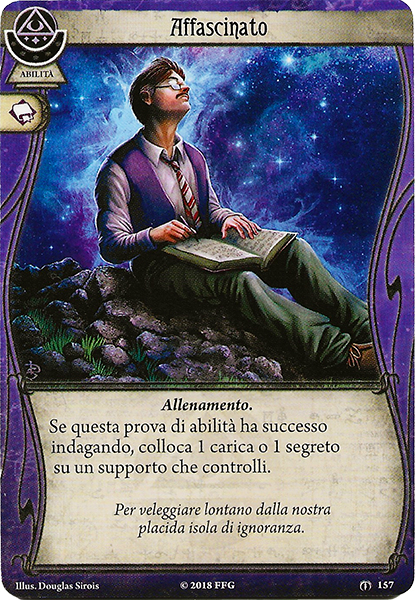 Affascinato
ABILITÀ
Allenamento.
Se questa prova di abilità ha successo
indagando, colloca 1 carica o 1 segreto
su un supporto che controlli.
Per veleggiare lontano dalla nostra
placida isola di ignoranza.
Illus. Douglas Sirois © 2018 FFG 157